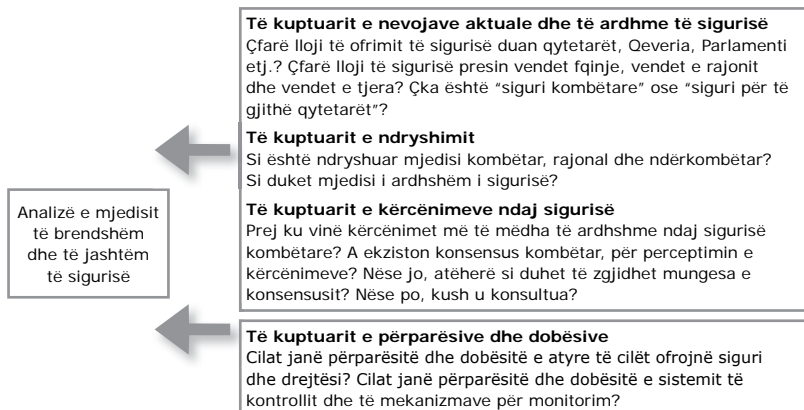 Të kuptuarit e nevojave aktuale dhe të ardhme të sigurisë
Çfarë lloji të ofrimit të sigurisë duan qytetarët, Qeveria, Parlamenti
etj.? Çfarë lloji të sigurisë presin vendet fqinje, vendet e rajonit
dhe vendet e tjera? Çka është “siguri kombëtare” ose “siguri për të
gjithë qytetarët”?
Të kuptuarit e ndryshimit
Si është ndryshuar mjedisi kombëtar, rajonal dhe ndërkombëtar?
Si duket mjedisi i ardhshëm i sigurisë?
Të kuptuarit e kërcënimeve ndaj sigurisë
Prej ku vinë kërcënimet më të mëdha të ardhshme ndaj sigurisë
kombëtare? A ekziston konsensus kombëtar, për perceptimin e
kërcënimeve? Nëse jo, atëherë si duhet të zgjidhet mungesa e
konsensusit? Nëse po, kush u konsultua?
Analizë e mjedisit
të brendshëm
dhe të jashtëm
të sigurisë
Të kuptuarit e përparësive dhe dobësive
Cilat janë përparësitë dhe dobësitë e atyre të cilët ofrojnë siguri
dhe drejtësi? Cilat janë përparësitë dhe dobësitë e sistemit të
kontrollit dhe të mekanizmave për monitorim?